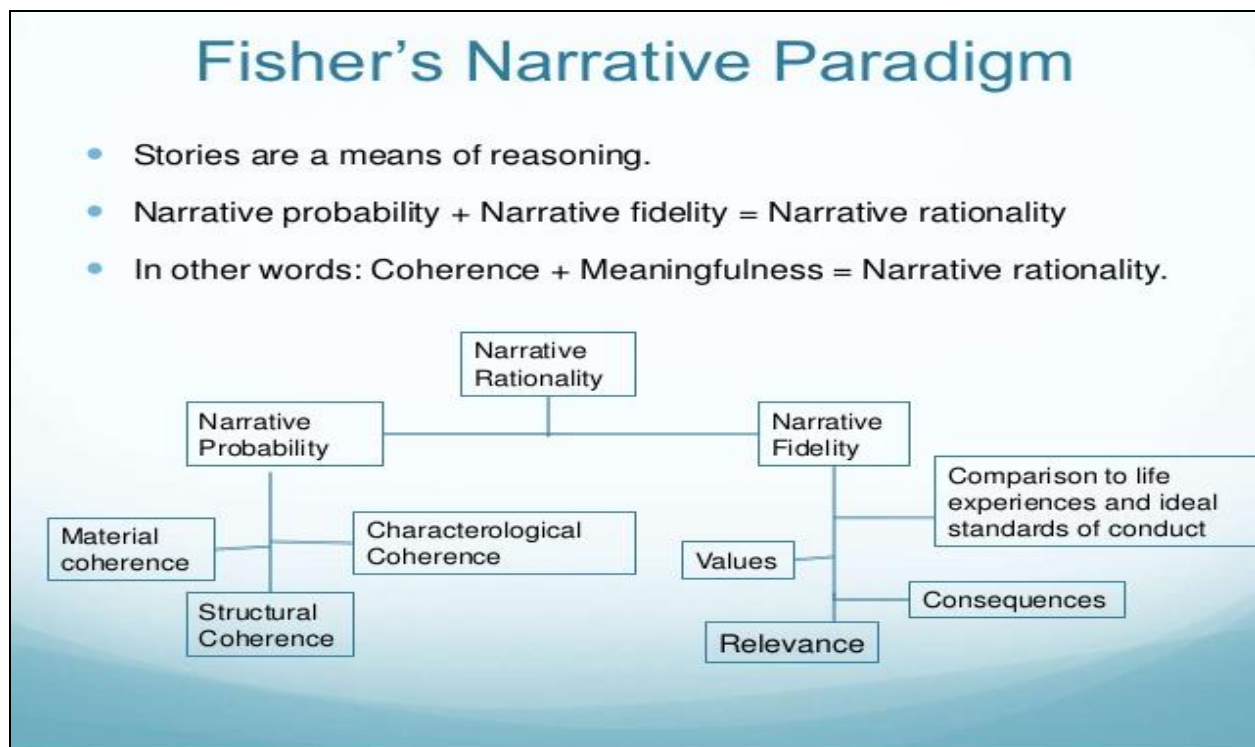 Fisher's Narrative Paradigm
Stories are a means of reasoning.
Narrative probability + Narrative fidelity = Narrative rationality
In other words: Coherence + Meaningfulness = Narrative rationality.
Narrative
Rationality
Narrative
Probability
Narrative
Fidelity
Material
coherence
Characterological
Coherence
Structural
Coherence
Comparison to life
experiences and ideal
standards of conduct
Values
Consequences
Relevance